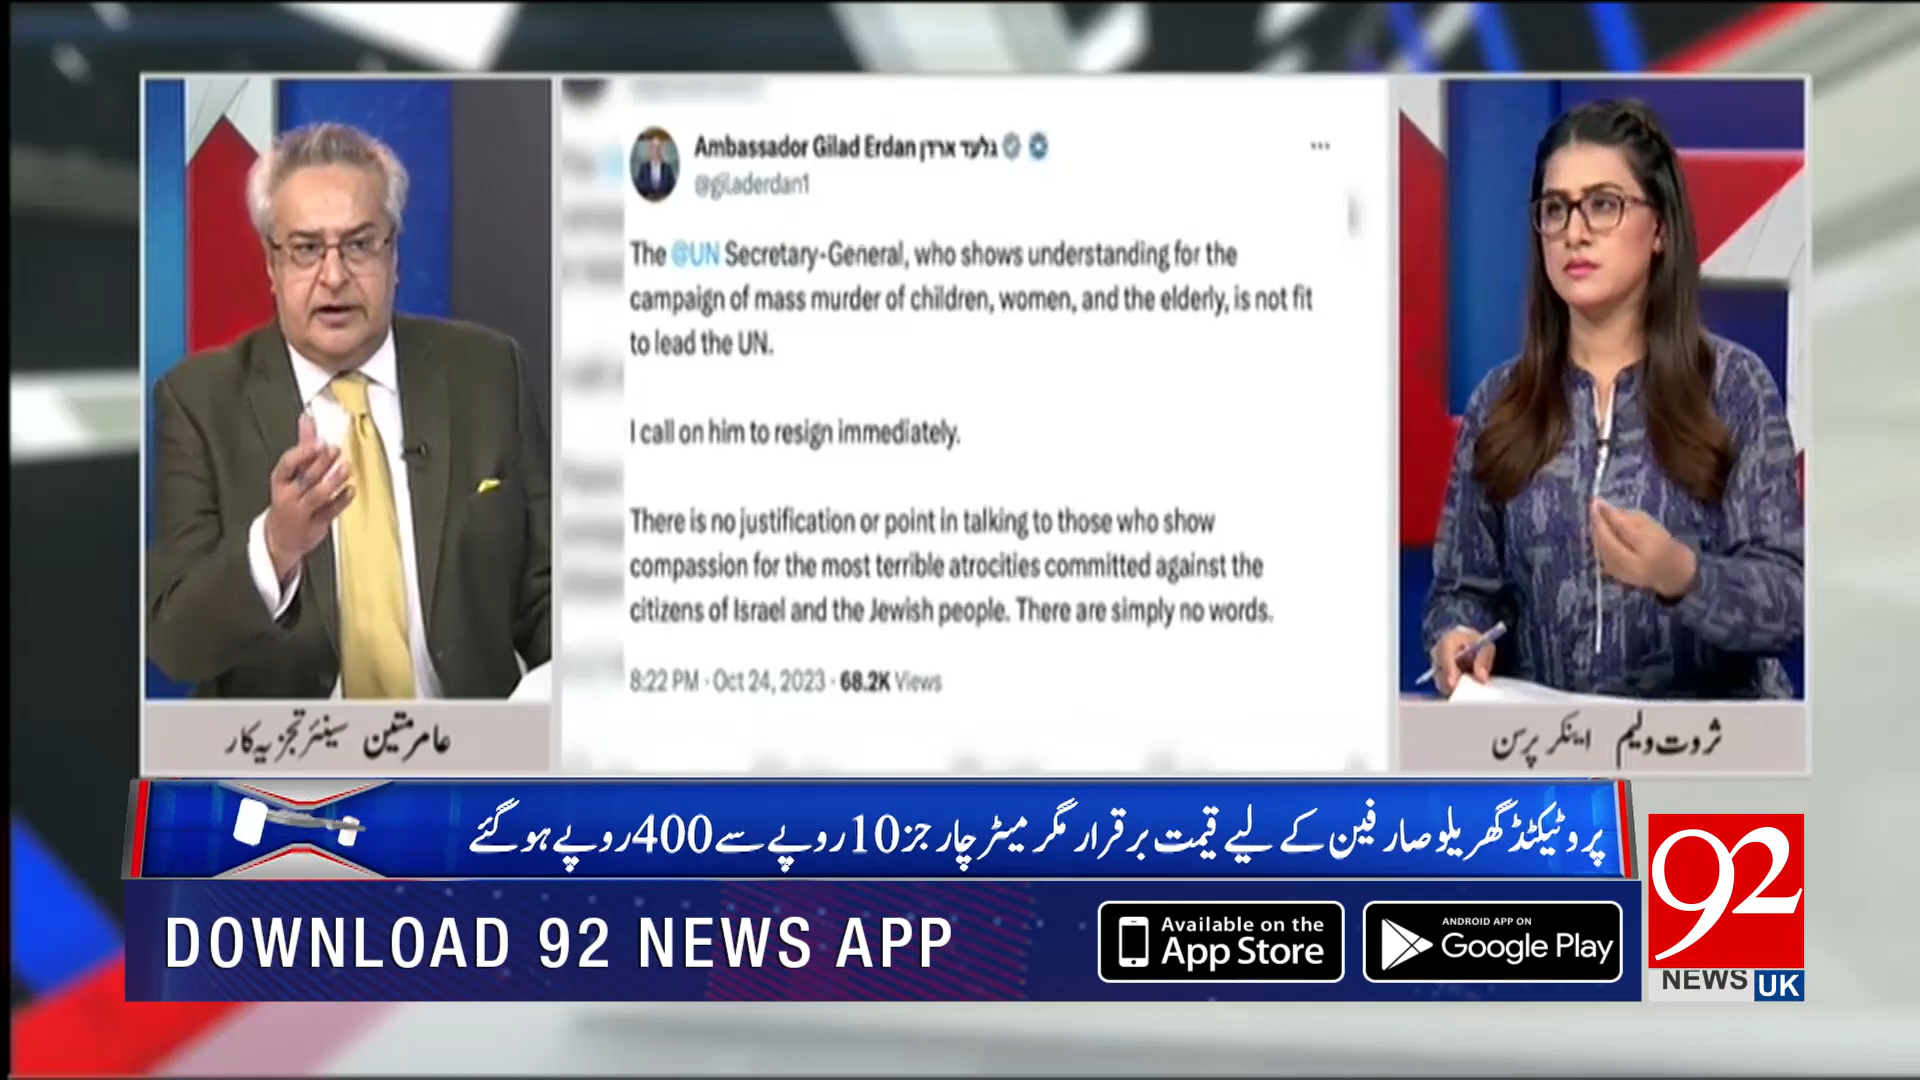 Ambassador Gilad Erdan גלעד ארדן
@giladerdan1
The @UN Secretary-General, who shows understanding for the
campaign of mass murder of children, women, and the elderly, is not fit
to lead the UN.
I call on him to resign immediately.
There is no justification or point in talking to those who show
compassion for the most terrible atrocities committed against the
citizens of Israel and the Jewish people. There are simply no words.
8:22 PM · Oct 24, 2023 · 68.2K Views
عامر متین سینئر تجزیہ کار
ثروت ولیم اینکر پرسن
پروٹیکٹڈ گھریلو صارفین کے لیے قیمت برقرار مگر میٹر چارجز 10 روپے سے 400 روپے ہو گئے
DOWNLOAD 92 NEWS APP
Available on the
App Store
ANDROID APP ON
Google Play
92
NEWS UK